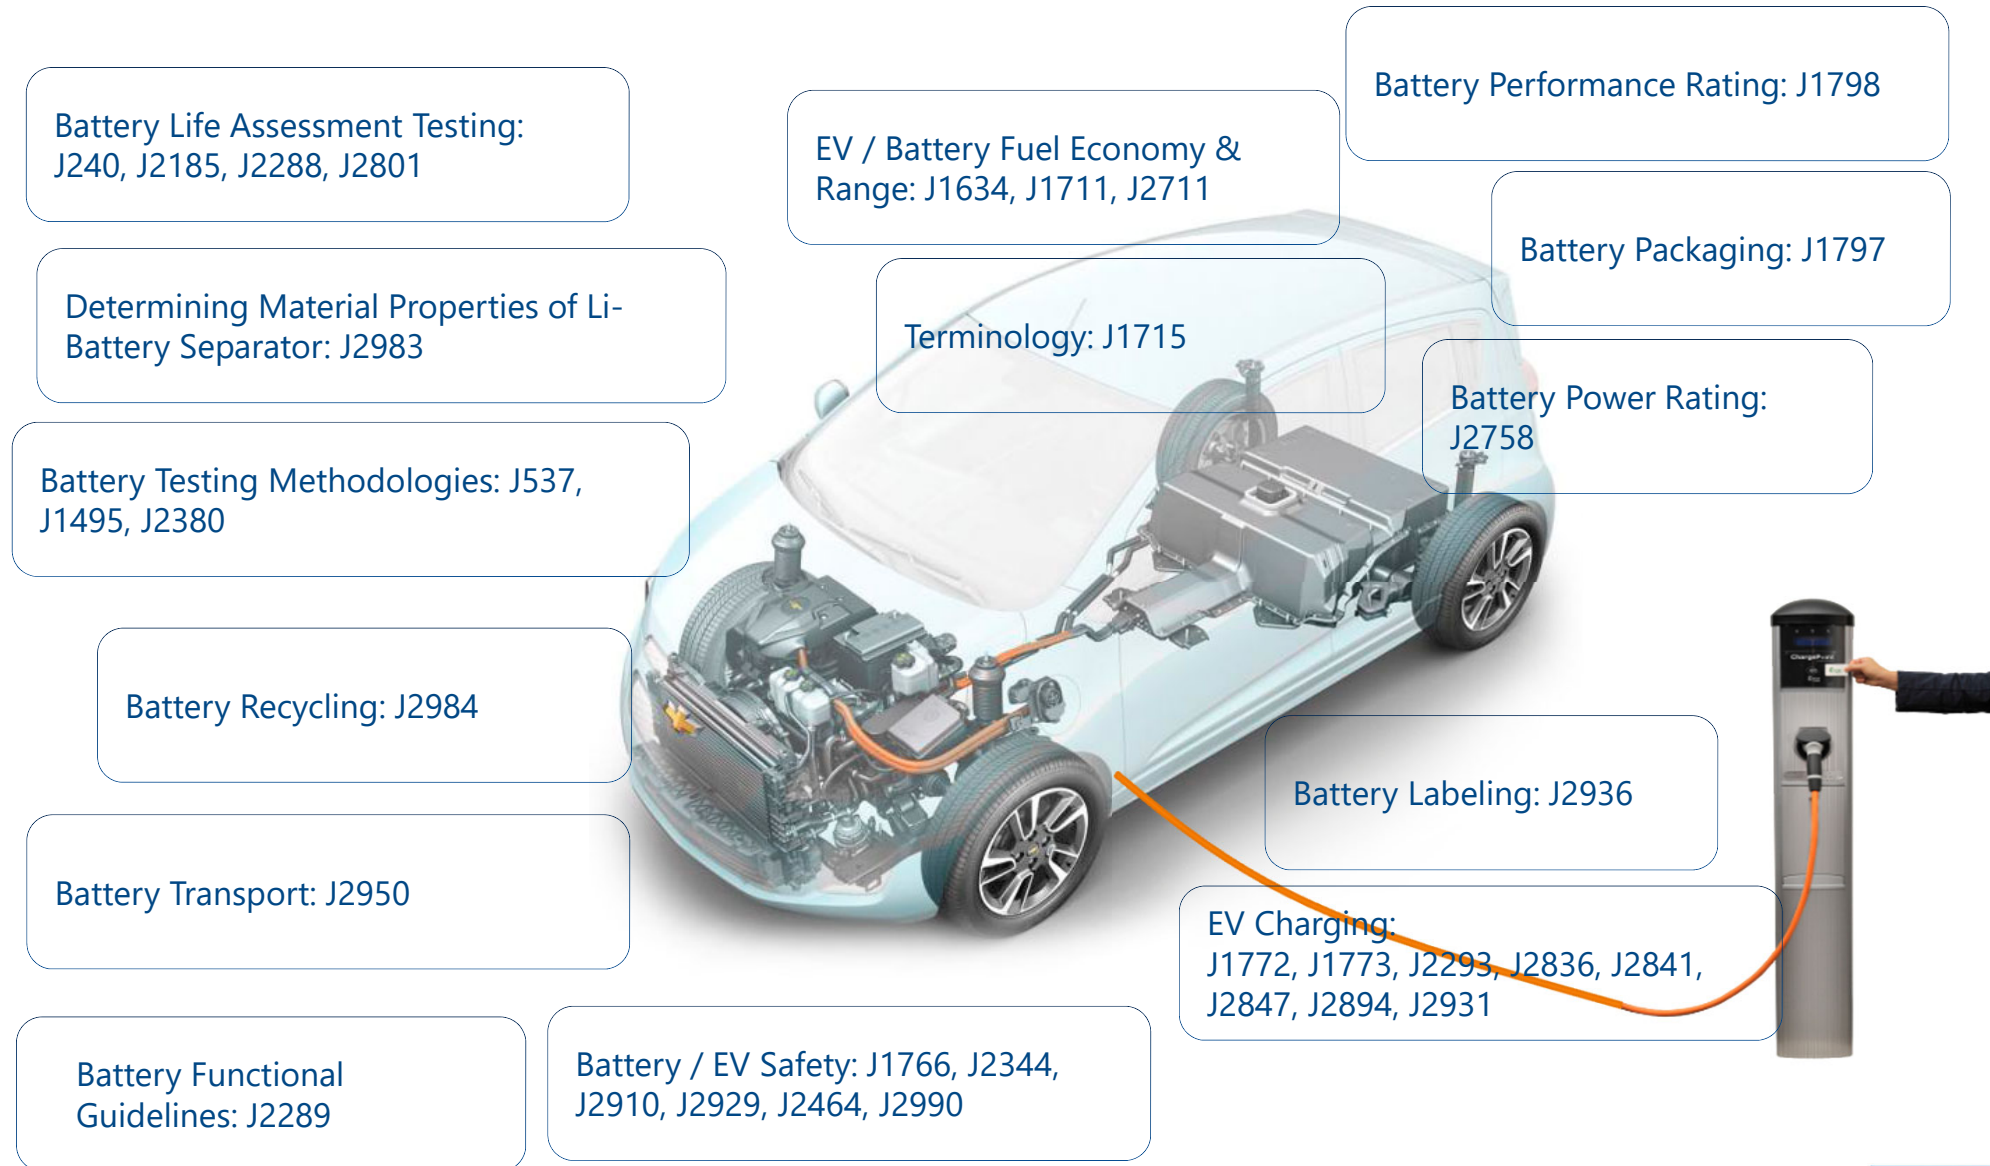 Battery Performance Rating: J1798
Battery Life Assessment Testing:
J240, J2185, J2288, J2801
EV / Battery Fuel Economy &
Range: J1634, J1711, J2711
Battery Packaging: J1797
Determining Material Properties of Li-
Battery Separator: J2983
Terminology: J1715
Battery Power Rating:
J2758
Battery Testing Methodologies: J537,
J1495, J2380
ChargePoint
Battery Recycling: J2984
Battery Labeling: J2936
Battery Transport: J2950
EV Charging:
J1772, J1773, J2293, J2836, J2841,
J2847, J2894, J2931
Battery Functional
Guidelines: J2289
Battery / EV Safety: J1766, J2344,
J2910, J2929, J2464, J2990